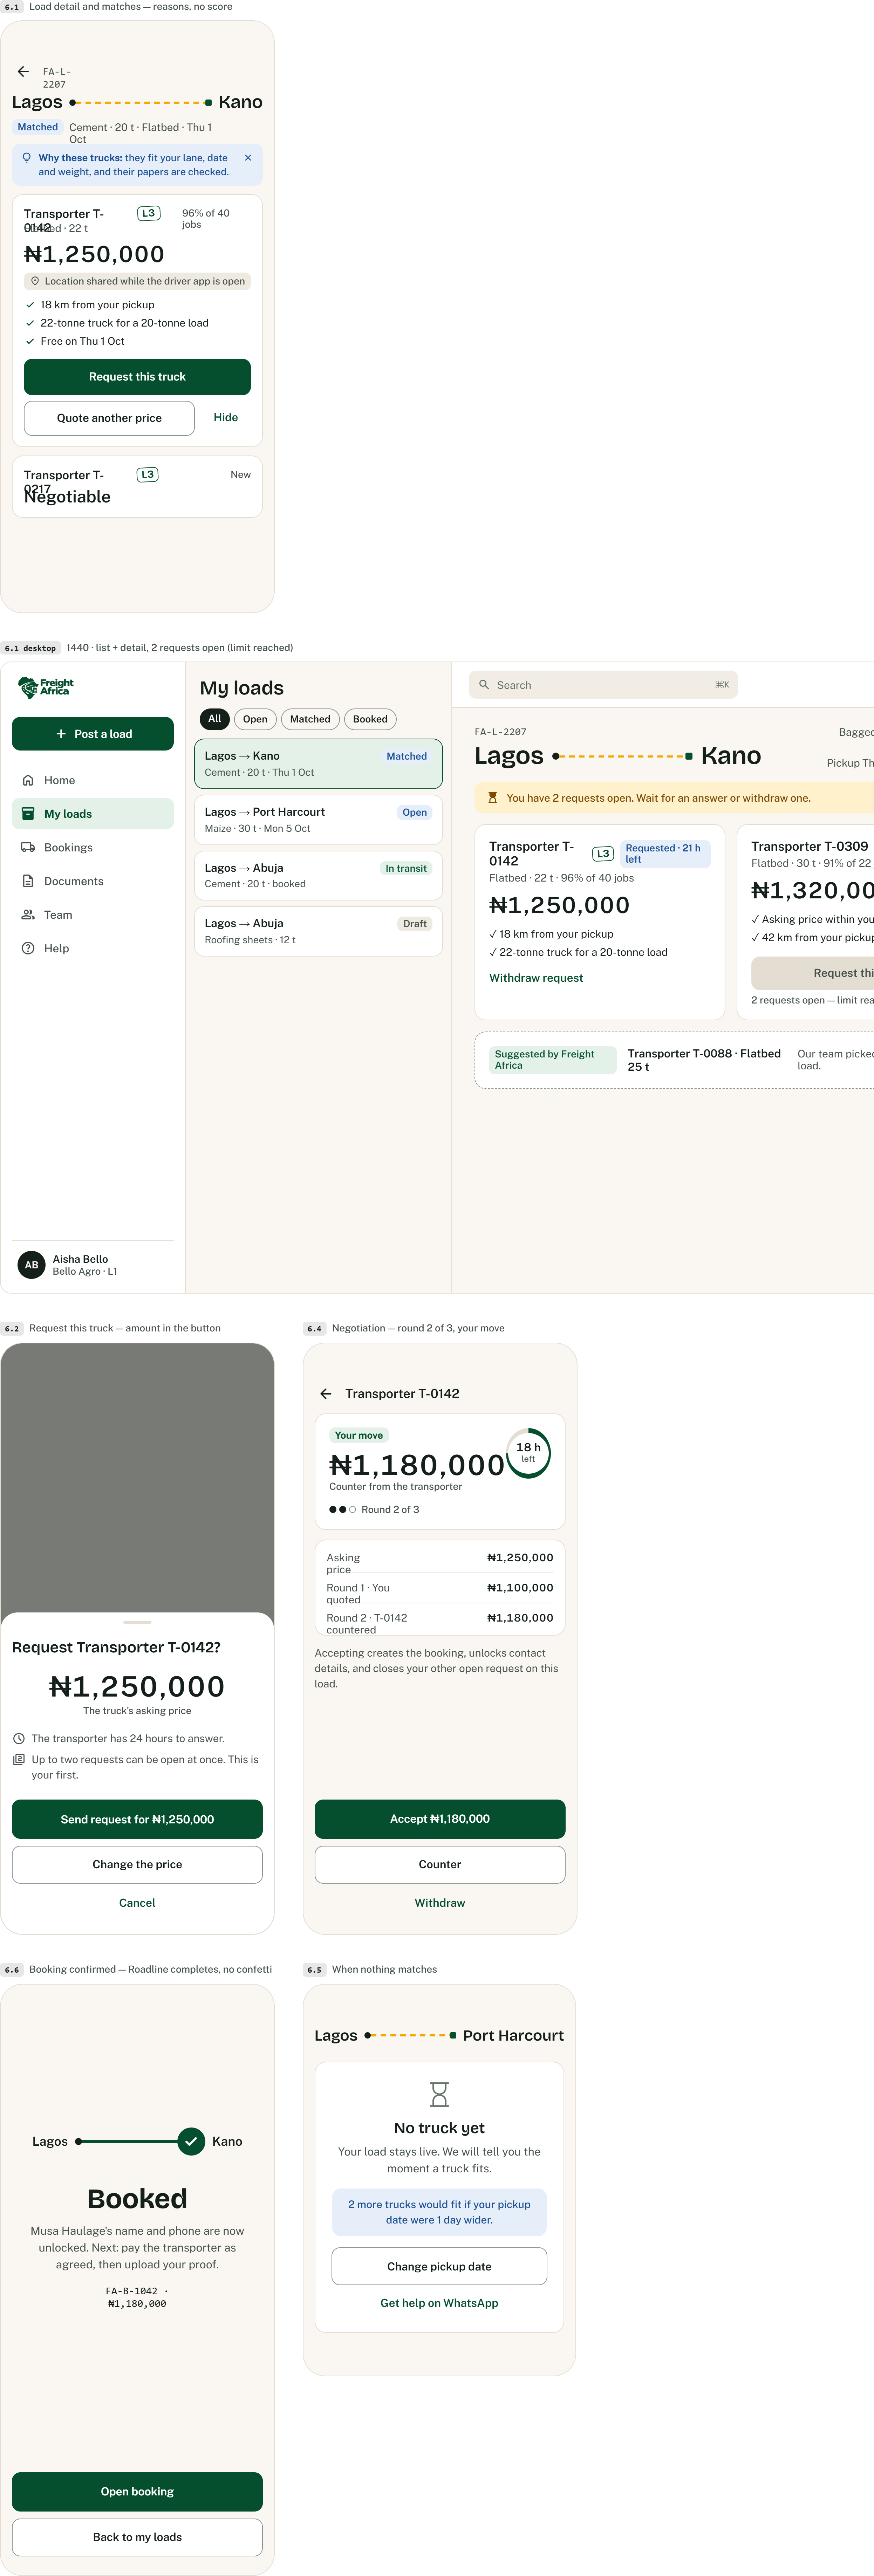 6.1 Load detail and matches — reasons, no score
FA-L-
2207
Lagos Kano
Matched Cement · 20 t · Flatbed · Thu 1
Oct
Why these trucks: they fit your lane, date
and weight, and their papers are checked.
Transporter T-
0142
L3
96% of 40
jobs
Flatbed · 22 t
₦1,250,000
Location shared while the driver app is open
18 km from your pickup
22-tonne truck for a 20-tonne load
Free on Thu 1 Oct
Request this truck
Quote another price Hide
Transporter T-
0217
L3 New
Negotiable
6.1 desktop 1440 · list + detail, 2 requests open (limit reached)
Freight
Africa
Post a load
Home
My loads
Bookings
Documents
Team
Help
AB
Aisha Bello
Bello Agro · L1
My loads
All Open Matched Booked
Lagos → Kano Matched
Cement · 20 t · Thu 1 Oct
Lagos → Port Harcourt Open
Maize · 30 t · Mon 5 Oct
Lagos → Abuja In transit
Cement · 20 t · booked
Lagos → Abuja Draft
Roofing sheets · 12 t
Search ⌘K
FA-L-2207
Lagos Kano
Bagged
Pickup Th
You have 2 requests open. Wait for an answer or withdraw one.
Transporter T-
0142
L3
Requested · 21 h
left
Flatbed · 22 t · 96% of 40 jobs
₦1,250,000
✓ 18 km from your pickup
✓ 22-tonne truck for a 20-tonne load
Withdraw request
Transporter T-0309
Flatbed · 30 t · 91% of 22
₦1,320,00
✓ Asking price within you
✓ 42 km from your pickup
Request thi
2 requests open — limit rea
Suggested by Freight
Africa
Transporter T-0088 · Flatbed
25 t
Our team picked
load.
6.2 Request this truck — amount in the button
Request Transporter T-0142?
₦1,250,000
The truck's asking price
The transporter has 24 hours to answer.
Up to two requests can be open at once. This is
your first.
Send request for ₦1,250,000
Change the price
Cancel
6.4 Negotiation — round 2 of 3, your move
Transporter T-0142
Your move
₦1,180,000
18 h
left
Counter from the transporter
Round 2 of 3
Asking
price
₦1,250,000
Round 1 · You
quoted
₦1,100,000
Round 2 · T-0142
countered
₦1,180,000
Accepting creates the booking, unlocks contact
details, and closes your other open request on this
load.
Accept ₦1,180,000
Counter
Withdraw
6.6 Booking confirmed — Roadline completes, no confetti
Lagos Kano
Booked
Musa Haulage's name and phone are now
unlocked. Next: pay the transporter as
agreed, then upload your proof.
FA-B-1042 ·
₦1,180,000
Open booking
Back to my loads
6.5 When nothing matches
Lagos Port Harcourt
No truck yet
Your load stays live. We will tell you the
moment a truck fits.
2 more trucks would fit if your pickup
date were 1 day wider.
Change pickup date
Get help on WhatsApp